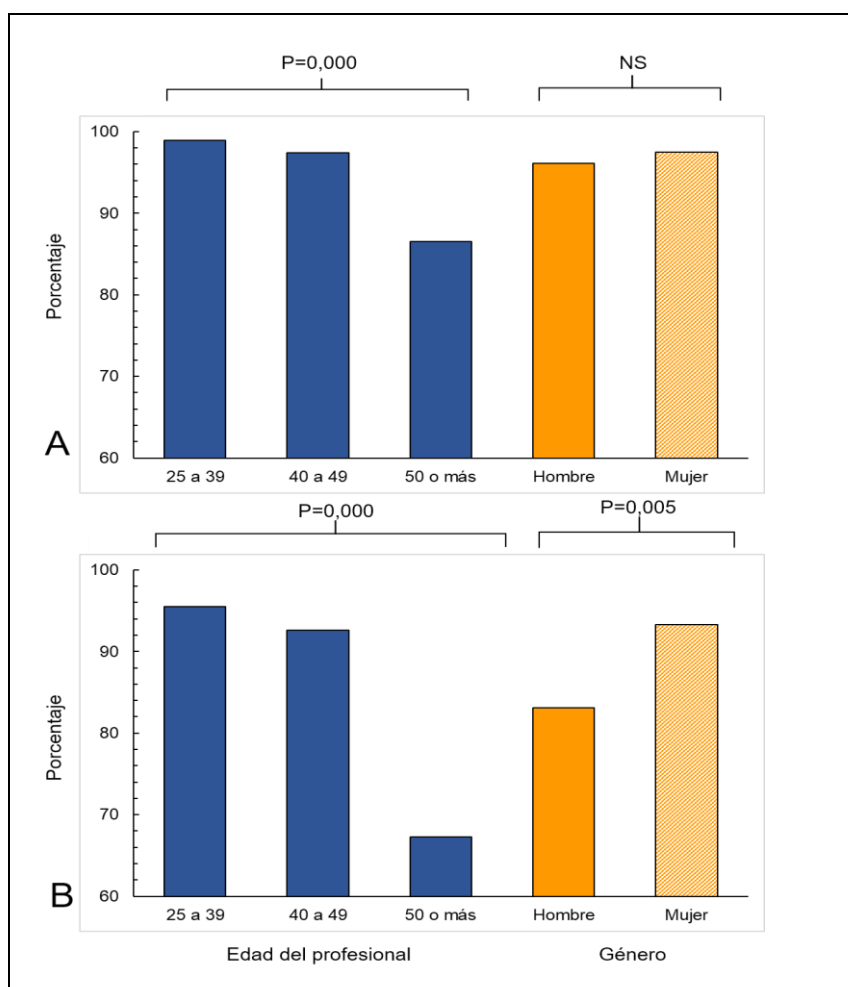 P=0,000 NS
100
90
80
70
60
Porcentaje
A
25 a 39 40 a 49 50 o más Hombre Mujer
P=0,000 P=0,005
100
90
80
70
60
Porcentaje
B
25 a 39 40 a 49 50 o más Hombre Mujer
Edad del profesional Género